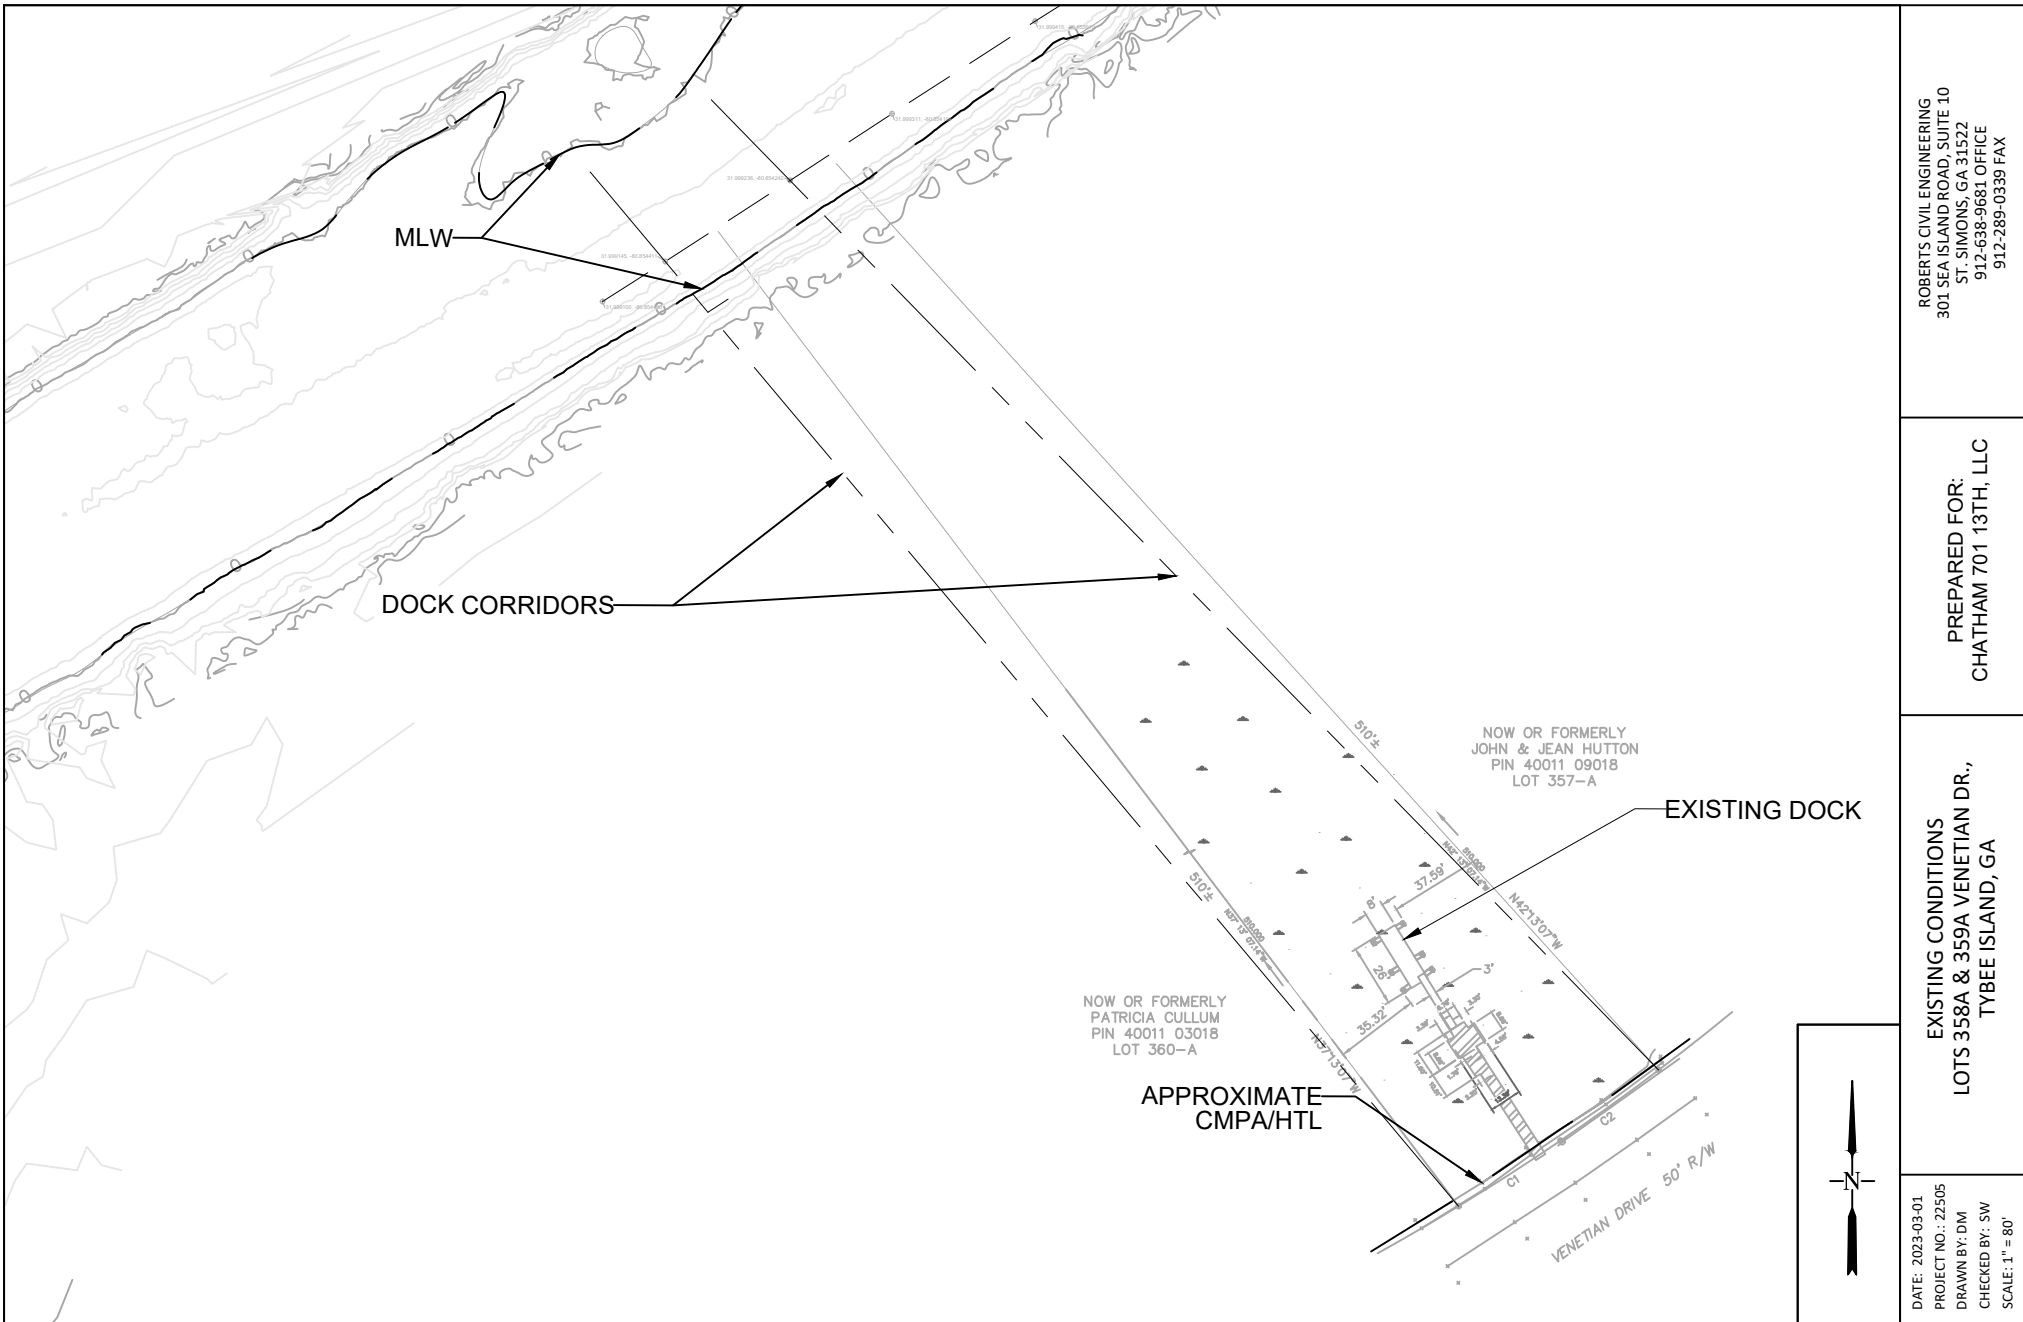 MLW
DOCK CORRIDORS
510'±
NOW OR FORMERLY
JOHN & JEAN HUTTON
PIN 40011 09018
LOT 357-A
EXISTING DOCK
510'±
37.59'
8'
N42°13'07"W
26'
3'
35.32'
NOW OR FORMERLY
PATRICIA CULLUM
PIN 40011 03018
LOT 360-A
N37°13'07"W
APPROXIMATE
CMPA/HTL
C1
C2
VENETIAN DRIVE 50' R/W
N
ROBERTS CIVIL ENGINEERING
301 SEA ISLAND ROAD, SUITE 10
ST. SIMONS, GA 31522
912-638-9681 OFFICE
912-289-0339 FAX
PREPARED FOR:
CHATHAM 701 13TH, LLC
EXISTING CONDITIONS
LOTS 358A & 359A VENETIAN DR.,
TYBEE ISLAND, GA
DATE: 2023-03-01
PROJECT NO.: 22505
DRAWN BY: DM
CHECKED BY: SW
SCALE: 1" = 80'